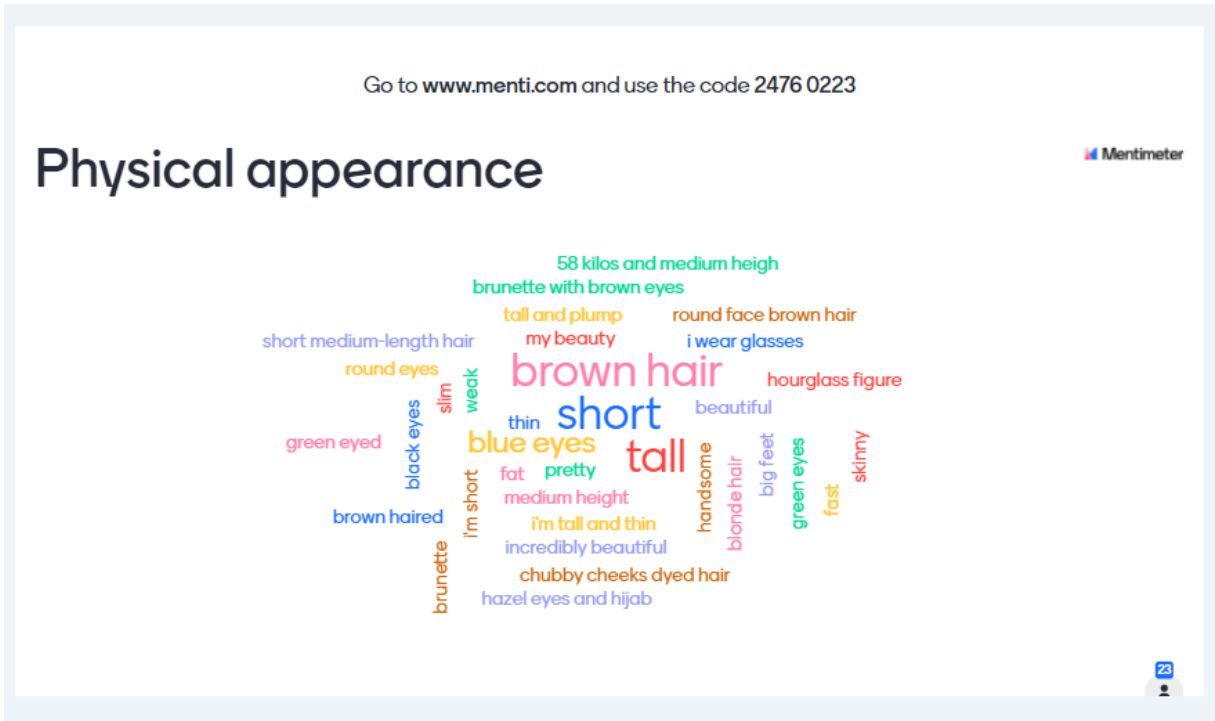 Go to www.menti.com and use the code 2476 0223
Physical appearance
Mentimeter
58 kilos and medium heigh
brunette with brown eyes
tall and plump
round face brown hair
short medium-length hair
my beauty
i wear glasses
round eyes
slim
weak
brown hair
hourglass figure
black eyes
thin
short
beautiful
green eyed
blue eyes
tall
handsome
blonde hair
big feet
green eyes
fast
skinny
fat
pretty
i'm short
medium height
brown haired
i'm tall and thin
brunette
incredibly beautiful
chubby cheeks dyed hair
hazel eyes and hijab
23